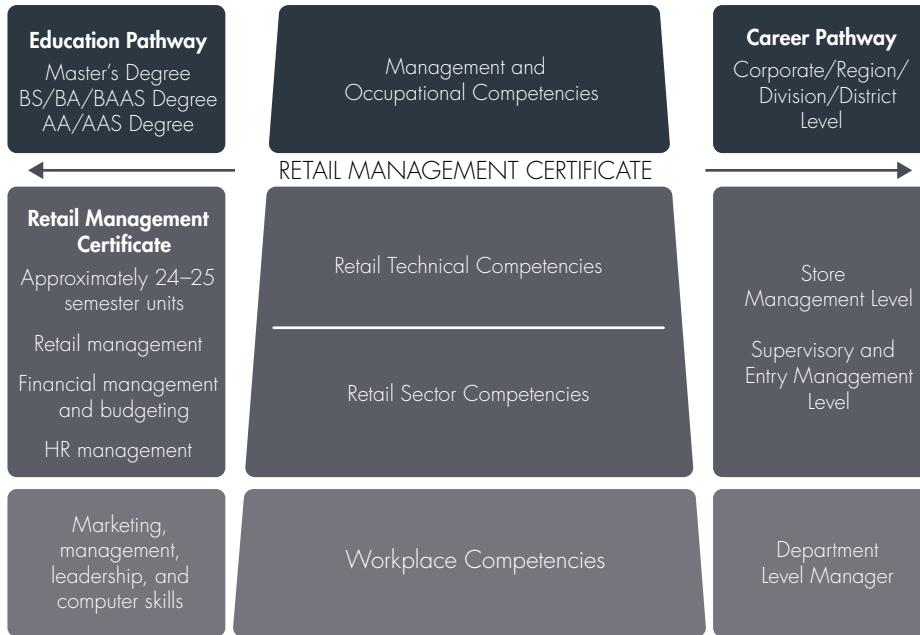 Education Pathway
Master's Degree
BS/BA/BAAS Degree
AA/AAS Degree
Management and
Occupational Competencies
Career Pathway
Corporate/Region/
Division/District
Level
RETAIL MANAGEMENT CERTIFICATE
Retail Management
Certificate
Approximately 24–25
semester units
Retail management
Financial management
and budgeting
HR management
Retail Technical Competencies
Retail Sector Competencies
Store
Management Level
Supervisory and
Entry Management
Level
Marketing,
management,
leadership, and
computer skills
Workplace Competencies
Department
Level Manager